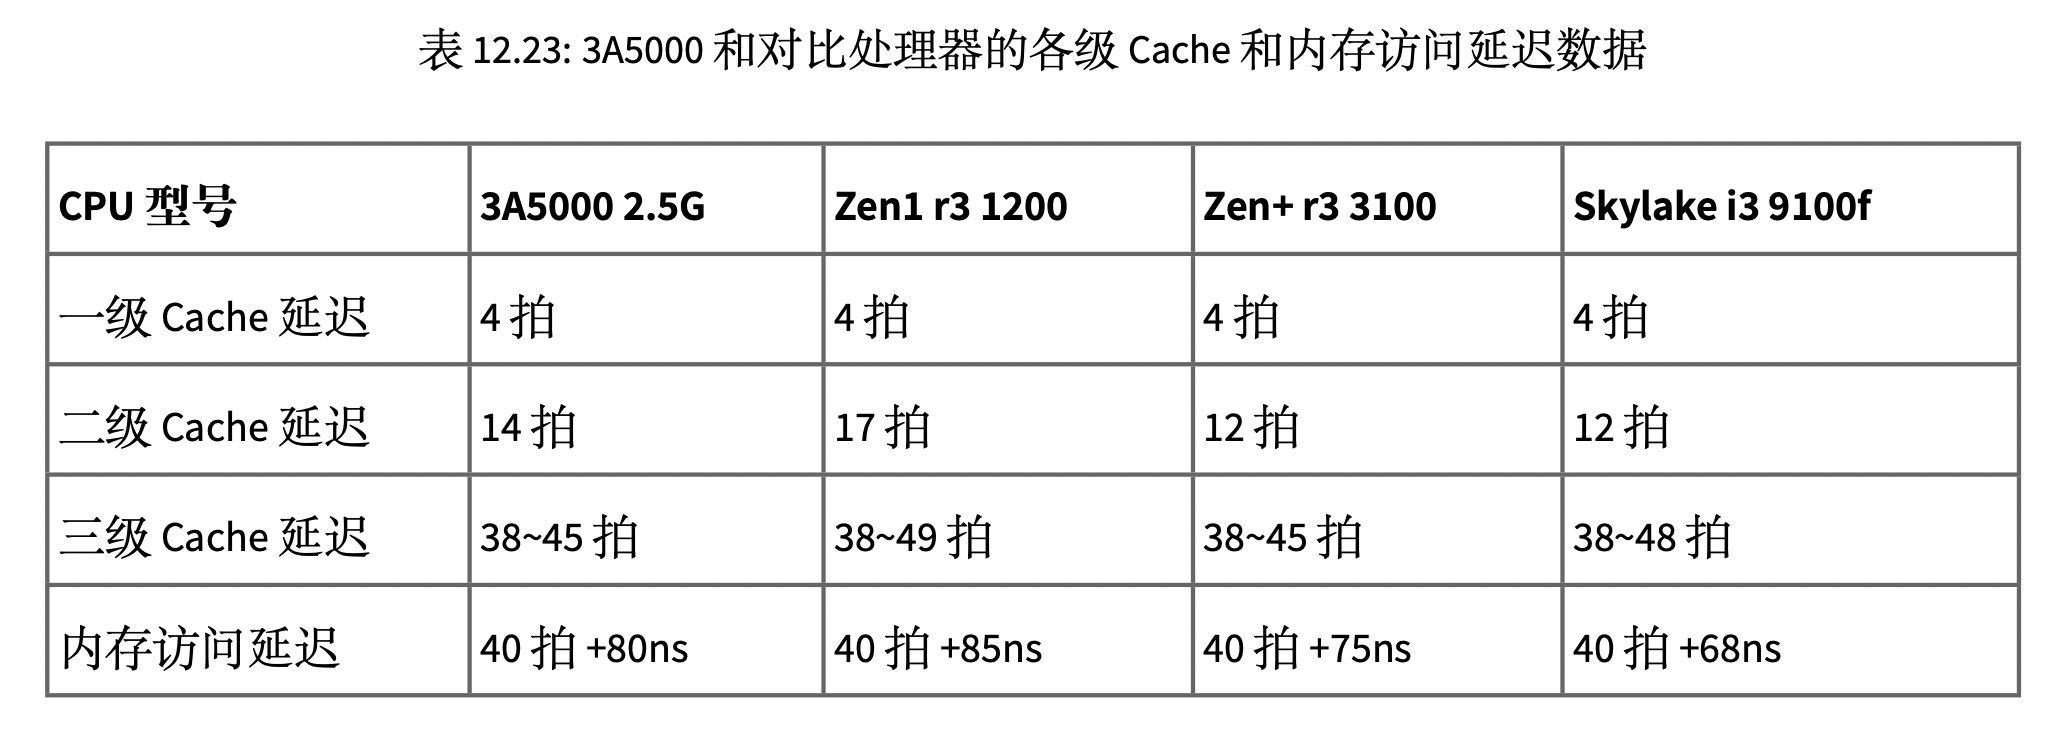 表 12.23: 3A5000 和对比处理器的各级 Cache 和内存访问延迟数据
CPU 型号 3A5000 2.5G Zen1 r3 1200 Zen+ r3 3100 Skylake i3 9100f
一级 Cache 延迟 4 拍 4 拍 4 拍 4 拍
二级 Cache 延迟 14 拍 17 拍 12 拍 12 拍
三级 Cache 延迟 38~45 拍 38~49 拍 38~45 拍 38~48 拍
内存访问延迟 40 拍 +80ns 40 拍 +85ns 40 拍 +75ns 40 拍 +68ns